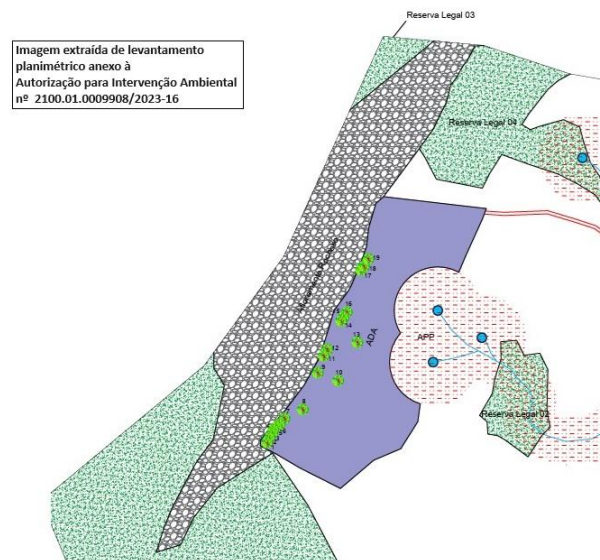 Reserva Legal 03
Imagem extraída de levantamento
planimétrico anexo à
Autorização para Intervenção Ambiental
nº 2100.01.0009908/2023-16
Reserva Legal 04
19
18
17
16
14
13
ADA
APP
12
11
9
10
8
Reserva Legal 02